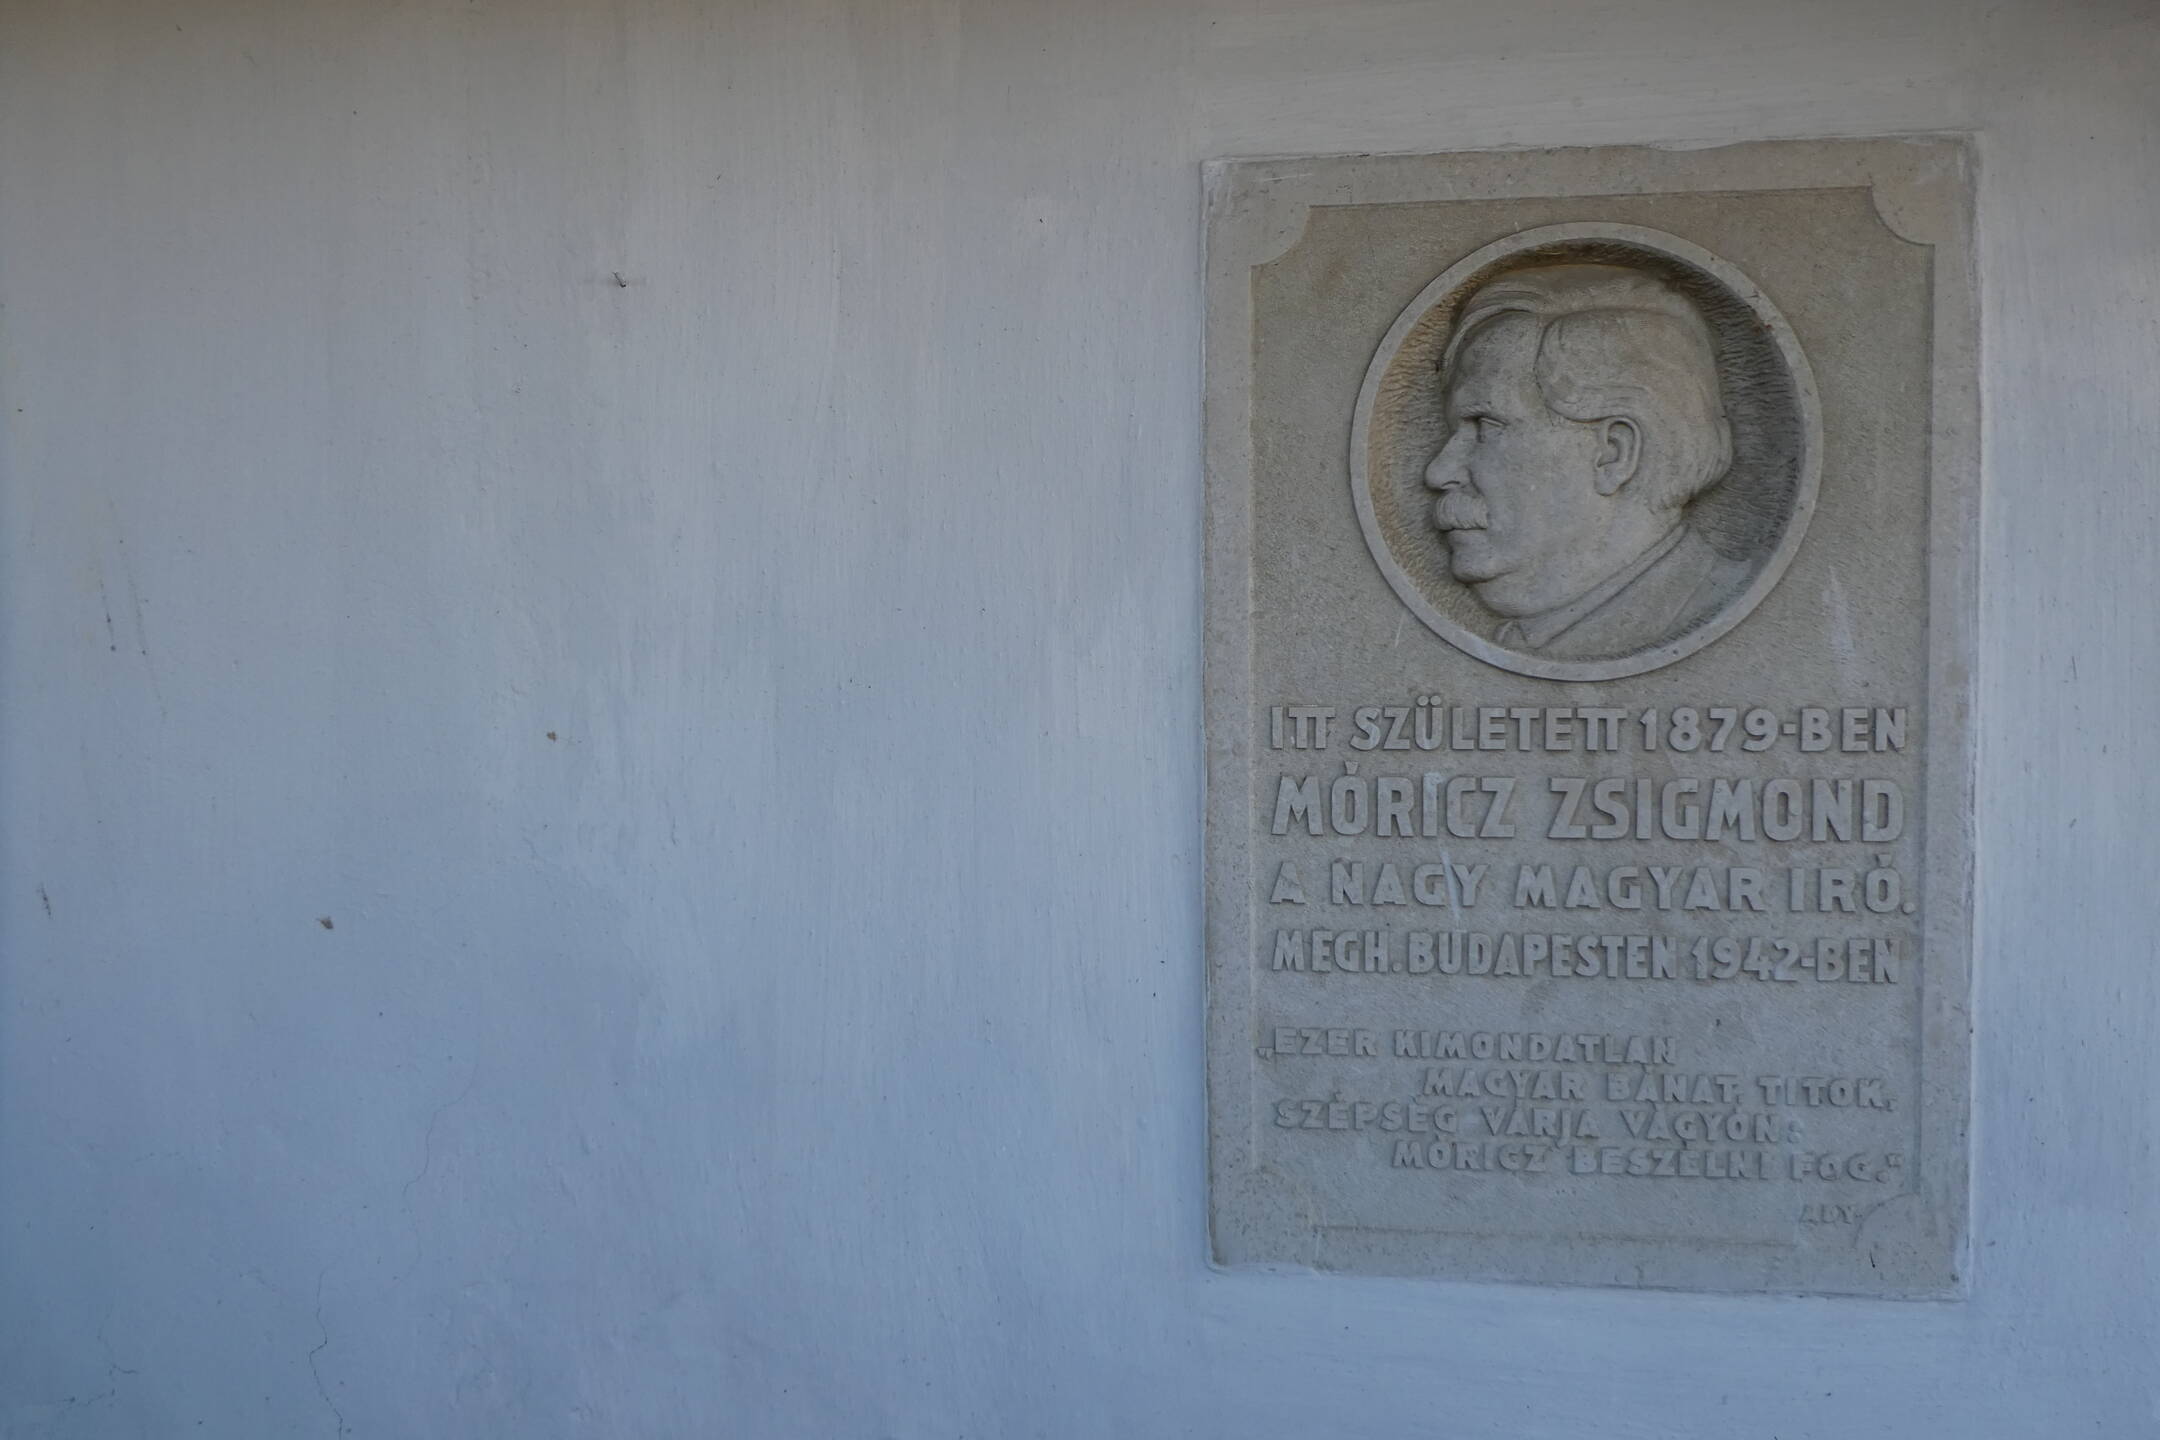 ITT SZÜLETETT 1879-BEN
MÓRICZ ZSIGMOND
A NAGY MAGYAR IRÓ.
MEGH. BUDAPESTEN 1942-BEN
„EZER KIMONDATLAN
MAGYAR BÁNAT, TITOK,
SZÉPSÉG VÁRJA VÁGYÓN:
MÓRICZ BESZÉLNI FOG.“
ADY